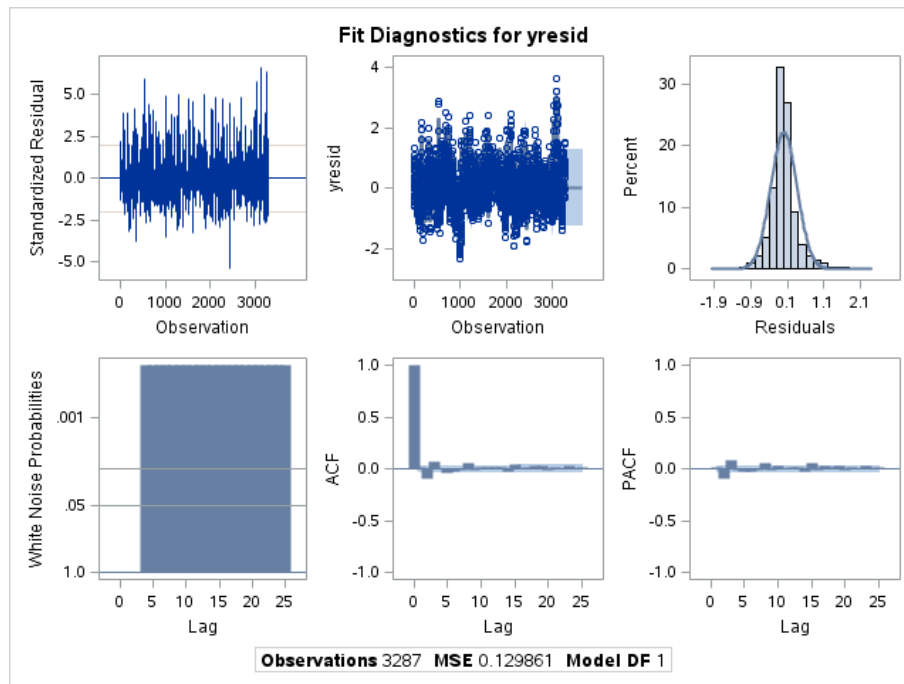 Fit Diagnostics for yresid
Standardized Residual
5.0
2.5
0.0
-2.5
-5.0
0 1000 2000 3000
Observation
yresid
4
2
0
-2
0 1000 2000 3000
Observation
Percent
30
20
10
0
-1.9 -0.9 0.1 1.1 2.1
Residuals
White Noise Probabilities
.001
.05
1.0
0 5 10 15 20 25
Lag
ACF
1.0
0.5
0.0
-0.5
-1.0
0 5 10 15 20 25
Lag
PACF
1.0
0.5
0.0
-0.5
-1.0
0 5 10 15 20 25
Lag
Observations 3287 MSE 0.129861 Model DF 1